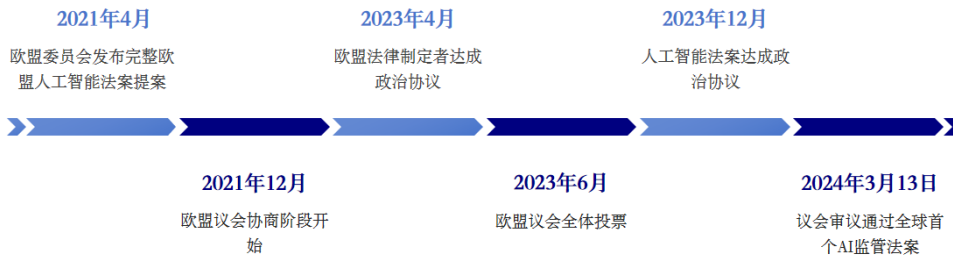 2021年4月
欧盟委员会发布完整欧
盟人工智能法案提案
2023年4月
欧盟法律制定者达成
政治协议
2023年12月
人工智能法案达成政
治协议
2021年12月
欧盟议会协商阶段开
始
2023年6月
欧盟议会全体投票
2024年3月13日
议会审议通过全球首
个AI监管法案